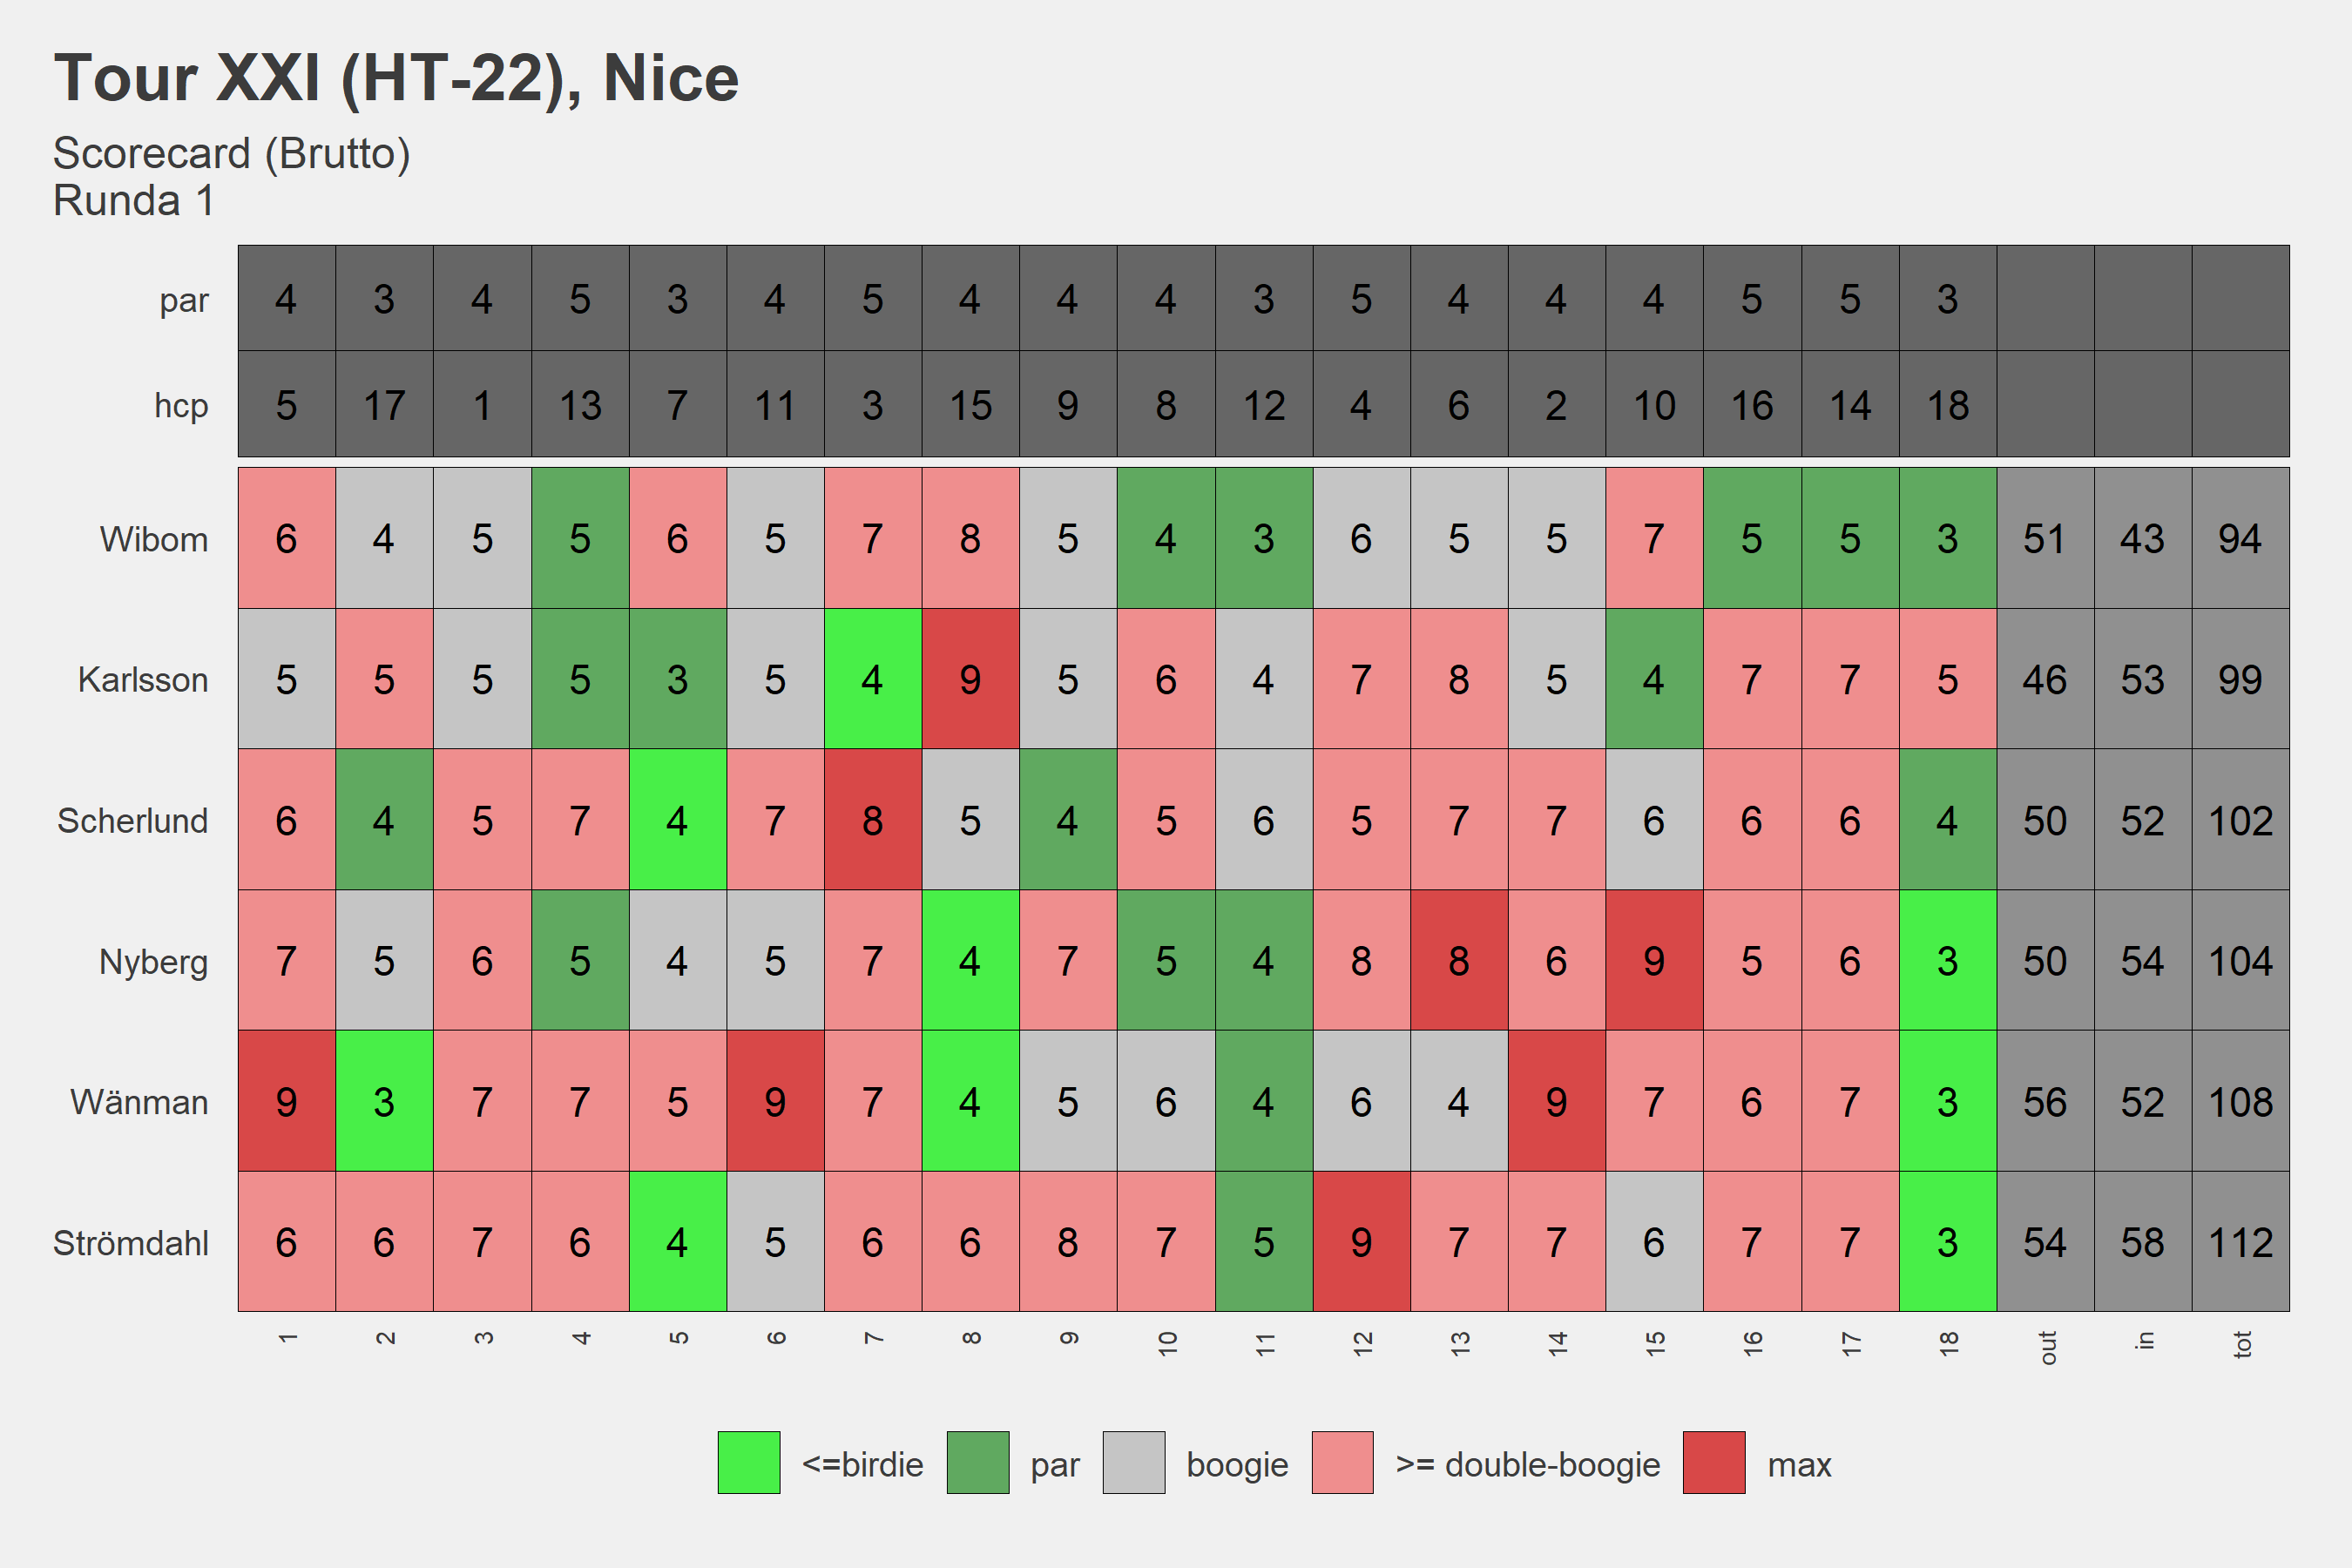 Tour XXI (HT-22), Nice
Scorecard (Brutto)
Runda 1
par 4 3 4 5 3 4 5 4 4 4 3 5 4 4 4 5 5 3
hcp 5 17 1 13 7 11 3 15 9 8 12 4 6 2 10 16 14 18
Wibom 6 4 5 5 6 5 7 8 5 4 3 6 5 5 7 5 5 3 51 43 94
Karlsson 5 5 5 5 3 5 4 9 5 6 4 7 8 5 4 7 7 5 46 53 99
Scherlund 6 4 5 7 4 7 8 5 4 5 6 5 7 7 6 6 6 4 50 52 102
Nyberg 7 5 6 5 4 5 7 4 7 5 4 8 8 6 9 5 6 3 50 54 104
Wänman 9 3 7 7 5 9 7 4 5 6 4 6 4 9 7 6 7 3 56 52 108
Strömdahl 6 6 7 6 4 5 6 6 8 7 5 9 7 7 6 7 7 3 54 58 112
1 2 3 4 5 6 7 8 9 10 11 12 13 14 15 16 17 18 out in tot
<=birdie par boogie >= double-boogie max